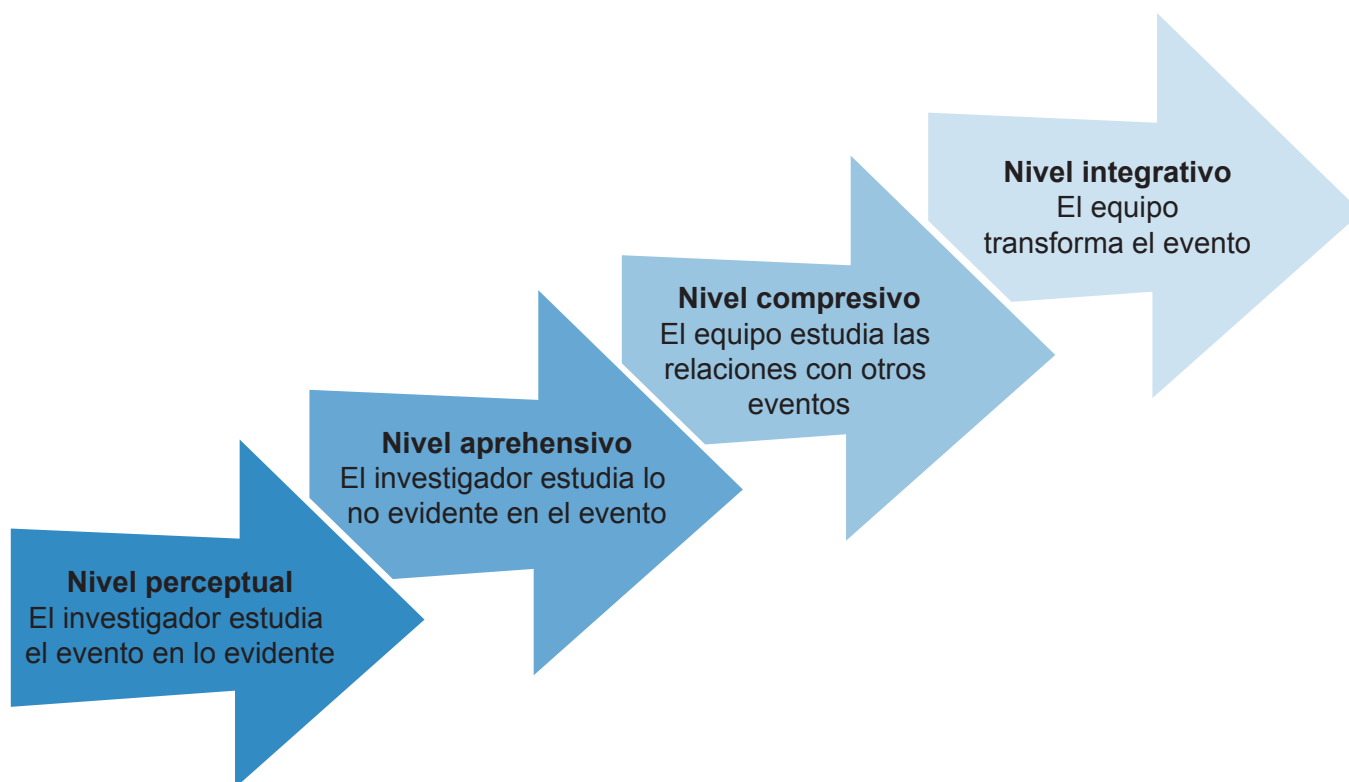 Nivel integrativo
El equipo
transforma el evento
Nivel compresivo
El equipo estudia las
relaciones con otros
eventos
Nivel aprehensivo
El investigador estudia lo
no evidente en el evento
Nivel perceptual
El investigador estudia
el evento en lo evidente